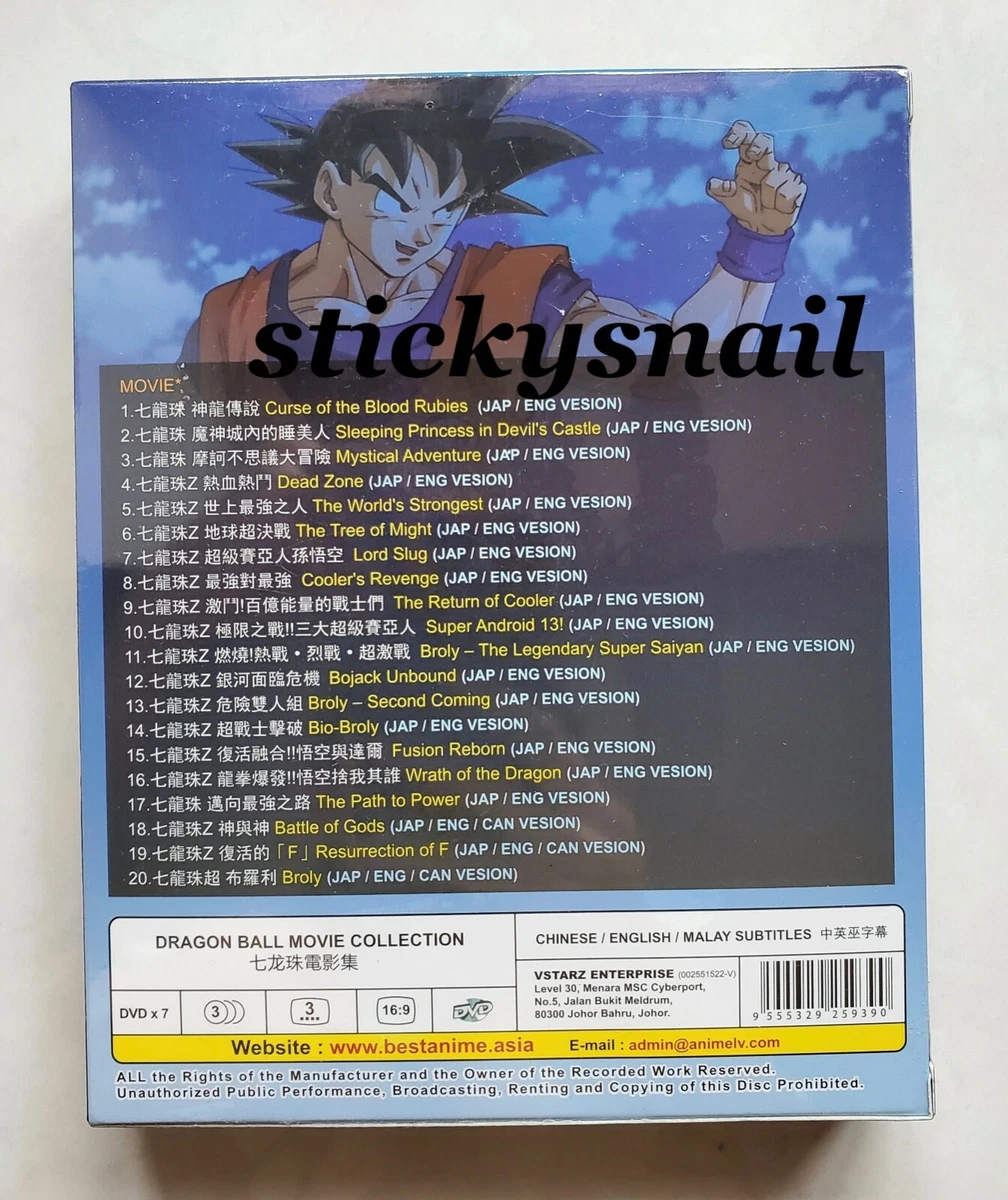 stickysnail
MOVIE*:
1.七龍珠 神龍傳說 Curse of the Blood Rubies (JAP / ENG VESION)
2.七龍珠 魔神城內的睡美人 Sleeping Princess in Devil's Castle (JAP / ENG VESION)
3.七龍珠 摩訶不思議大冒險 Mystical Adventure (JAP / ENG VESION)
4.七龍珠Z 熱血熱鬥 Dead Zone (JAP / ENG VESION)
5.七龍珠Z 世上最強之人 The World's Strongest (JAP / ENG VESION)
6.七龍珠Z 地球超決戰 The Tree of Might (JAP / ENG VESION)
7.七龍珠Z 超級賽亞人孫悟空 Lord Slug (JAP / ENG VESION)
8.七龍珠Z 最強對最強 Cooler's Revenge (JAP / ENG VESION)
9.七龍珠Z 激鬥!百億能量的戰士們 The Return of Cooler (JAP / ENG VESION)
10.七龍珠Z 極限之戰!!三大超級賽亞人 Super Android 13! (JAP / ENG VESION)
11.七龍珠Z 燃燒!熱戰・烈戰・超激戰 Broly – The Legendary Super Saiyan (JAP / ENG VESION)
12.七龍珠Z 銀河面臨危機 Bojack Unbound (JAP / ENG VESION)
13.七龍珠Z 危險雙人組 Broly – Second Coming (JAP / ENG VESION)
14.七龍珠Z 超戰士擊破 Bio-Broly (JAP / ENG VESION)
15.七龍珠Z 復活融合!!悟空與達爾 Fusion Reborn (JAP / ENG VESION)
16.七龍珠Z 龍拳爆發!!悟空捨我其誰 Wrath of the Dragon (JAP / ENG VESION)
17.七龍珠 邁向最強之路 The Path to Power (JAP / ENG VESION)
18.七龍珠Z 神與神 Battle of Gods (JAP / ENG / CAN VESION)
19.七龍珠Z 復活的「F」Resurrection of F (JAP / ENG / CAN VESION)
20.七龍珠超 布羅利 Broly (JAP / ENG / CAN VESION)
DRAGON BALL MOVIE COLLECTION
七龙珠電影集
CHINESE / ENGLISH / MALAY SUBTITLES 中英巫字幕
VSTARZ ENTERPRISE (002551522-V)
Level 30, Menara MSC Cyberport,
No.5, Jalan Bukit Meldrum,
80300 Johor Bahru, Johor.
9 555329 259390
DVD x 7 3 3 16:9 DVD
Website : www.bestanime.asia E-mail : admin@animelv.com
ALL the Rights of the Manufacturer and the Owner of the Recorded Work Reserved.
Unauthorized Public Performance, Broadcasting, Renting and Copying of this Disc Prohibited.